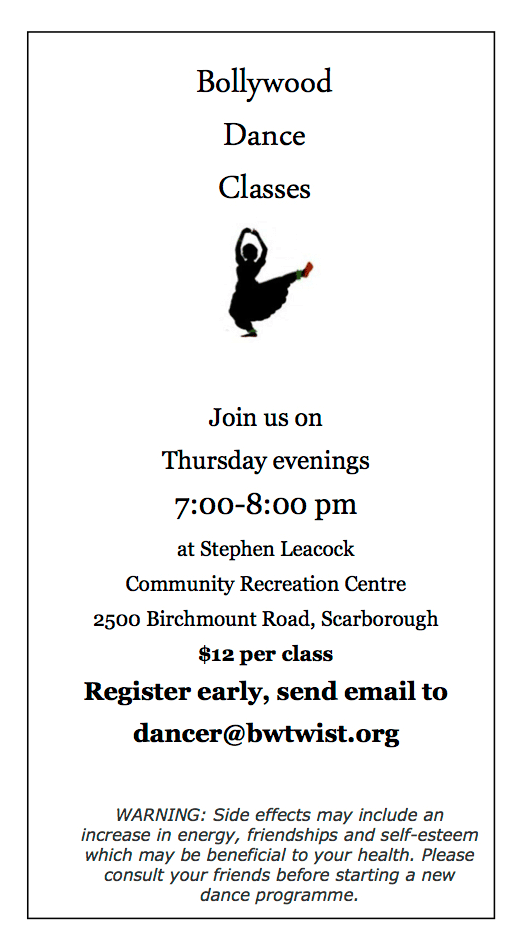 Bollywood
Dance
Classes
Join us on
Thursday evenings
7:00-8:00 pm
at Stephen Leacock
Community Recreation Centre
2500 Birchmount Road, Scarborough
$12 per class
Register early, send email to
dancer@bwtwist.org
WARNING: Side effects may include an
increase in energy, friendships and self-esteem
which may be beneficial to your health. Please
consult your friends before starting a new
dance programme.